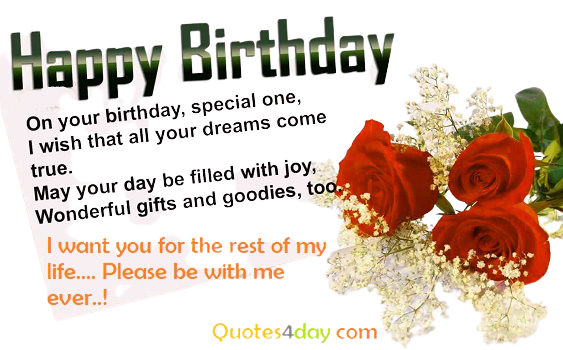 Happy Birthday
On your birthday, special one,
I wish that all your dreams come
true.
May your day be filled with joy,
Wonderful gifts and goodies, too.
I want you for the rest of my
life.... Please be with me
ever..!
Quotes4day com